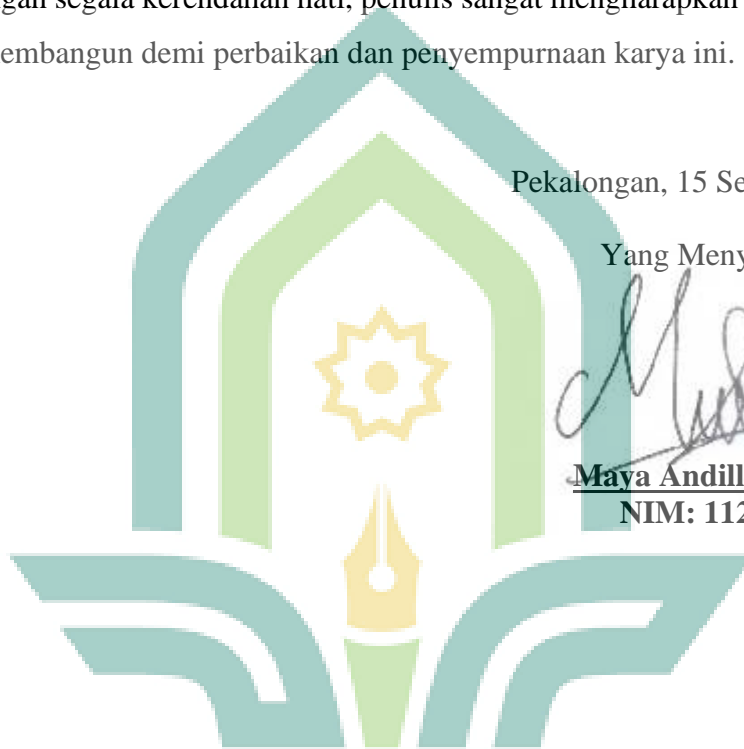 ngan segala kerendahan hati, penulis sangat mengharapkan
embangun demi perbaikan dan penyempurnaan karya ini.
Pekalongan, 15 Se
Yang Meny
Maya Andill
NIM: 112